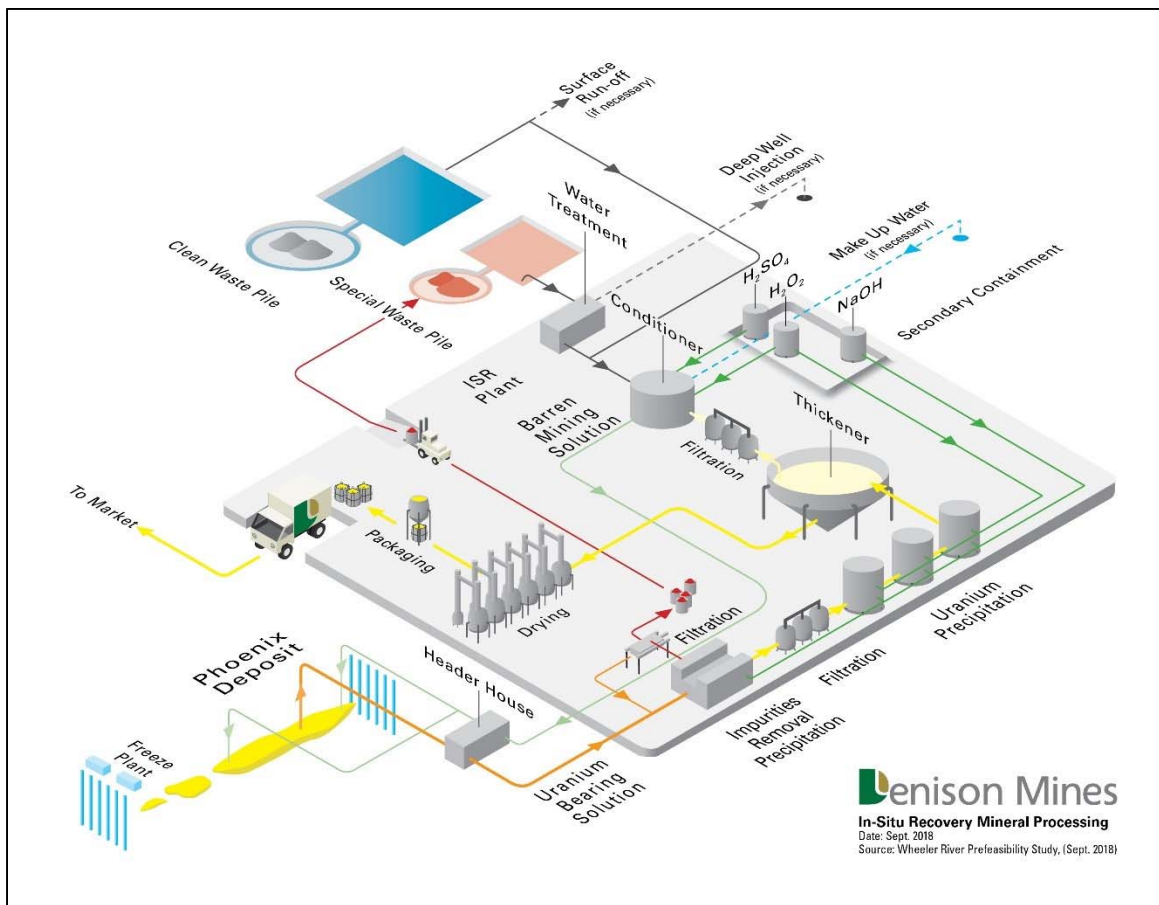 Surface
Run-off
(if necessary)
Deep Well
Injection
(if necessary)
Water
Treatment
Make Up Water
(if necessary)
Clean Waste Pile
Special Waste Pile
H₂SO₄
H₂O₂
NaOH
Secondary Containment
Conditioner
ISR
Plant
Barren
Mining
Solution
Filtration
Thickener
To Market
Packaging
Drying
Filtration
Uranium
Precipitation
Filtration
Impurities
Removal
Precipitation
Phoenix
Deposit
Header House
Freeze
Plant
Uranium
Bearing
Solution
Denison Mines
In-Situ Recovery Mineral Processing
Date: Sept. 2018
Source: Wheeler River Prefeasibility Study, (Sept. 2018)